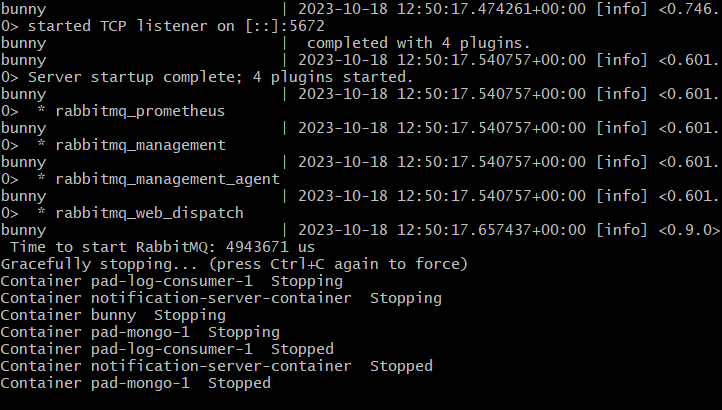 bunny | 2023-10-18 12:50:17.474261+00:00 [info] <0.746.
0> started TCP listener on [::]:5672
bunny | completed with 4 plugins.
bunny | 2023-10-18 12:50:17.540757+00:00 [info] <0.601.
0> Server startup complete; 4 plugins started.
bunny | 2023-10-18 12:50:17.540757+00:00 [info] <0.601.
0> * rabbitmq_prometheus
bunny | 2023-10-18 12:50:17.540757+00:00 [info] <0.601.
0> * rabbitmq_management
bunny | 2023-10-18 12:50:17.540757+00:00 [info] <0.601.
0> * rabbitmq_management_agent
bunny | 2023-10-18 12:50:17.540757+00:00 [info] <0.601.
0> * rabbitmq_web_dispatch
bunny | 2023-10-18 12:50:17.657437+00:00 [info] <0.9.0>
Time to start RabbitMQ: 4943671 us
Gracefully stopping... (press Ctrl+C again to force)
Container pad-log-consumer-1 Stopping
Container notification-server-container Stopping
Container bunny Stopping
Container pad-mongo-1 Stopping
Container pad-log-consumer-1 Stopped
Container notification-server-container Stopped
Container pad-mongo-1 Stopped